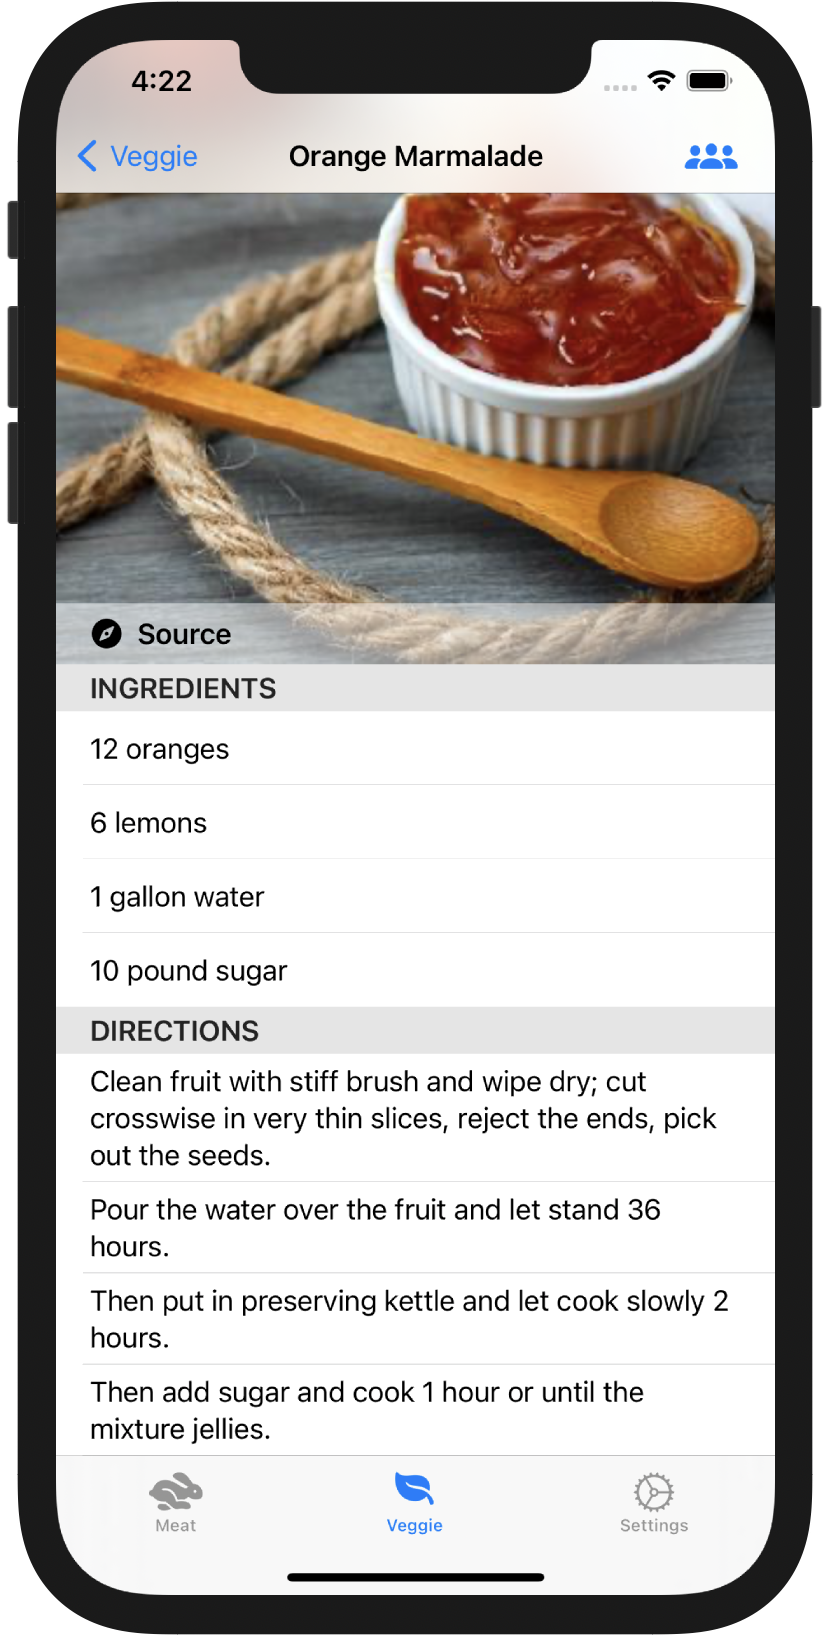 4:22
Veggie
Orange Marmalade
Source
INGREDIENTS
12 oranges
6 lemons
1 gallon water
10 pound sugar
DIRECTIONS
Clean fruit with stiff brush and wipe dry; cut
crosswise in very thin slices, reject the ends, pick
out the seeds.
Pour the water over the fruit and let stand 36
hours.
Then put in preserving kettle and let cook slowly 2
hours.
Then add sugar and cook 1 hour or until the
mixture jellies.
Meat
Veggie
Settings